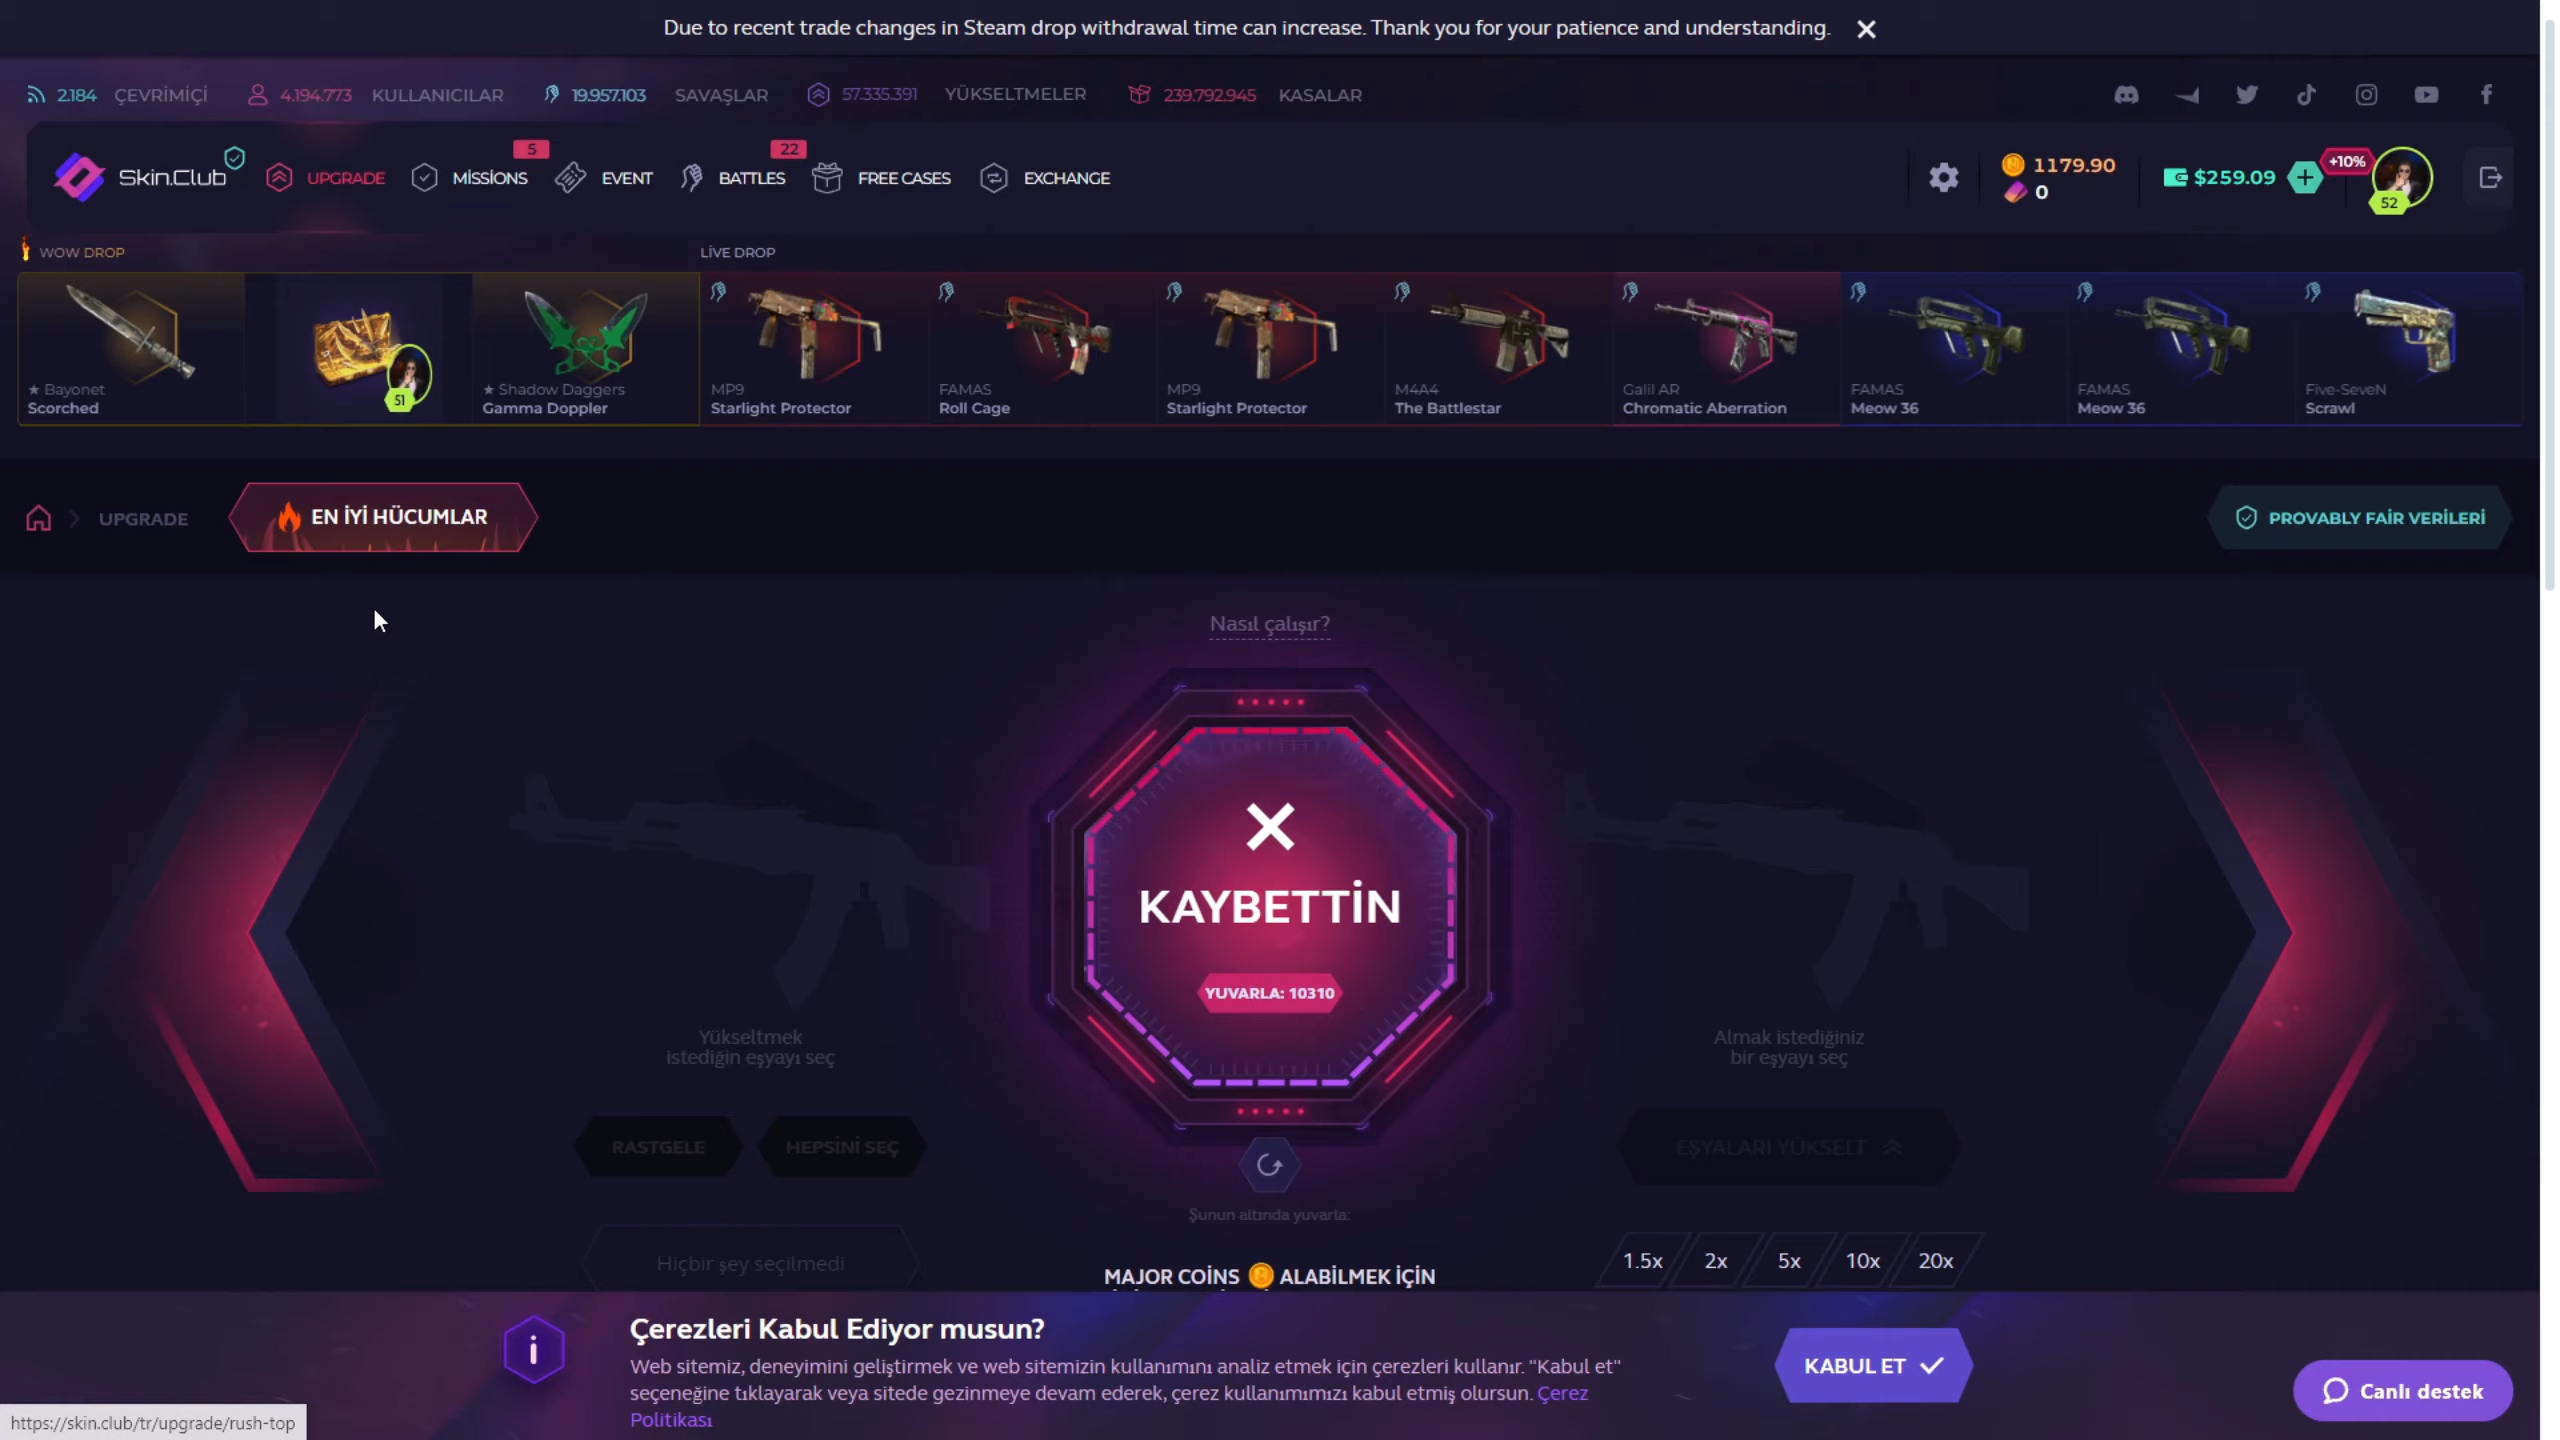 Due to recent trade changes in Steam drop withdrawal time can increase. Thank you for your patience and understanding.
2.184 ÇEVRİMİÇİ 4.194.773 KULLANICILAR 19.957.103 SAVAŞLAR 57.335.391 YÜKSELTMELER 239.792.945 KASALAR
Skin.Club UPGRADE 5 MİSSİONS EVENT 22 BATTLES FREE CASES EXCHANGE
1179.90
0
$259.09
+10%
52
WOW DROP
LİVE DROP
★ Bayonet
Scorched
51
★ Shadow Daggers
Gamma Doppler
MP9
Starlight Protector
FAMAS
Roll Cage
MP9
Starlight Protector
M4A4
The Battlestar
Galil AR
Chromatic Aberration
FAMAS
Meow 36
FAMAS
Meow 36
Five-SeveN
Scrawl
UPGRADE
EN İYİ HÜCUMLAR
PROVABLY FAİR VERİLERİ
Nasıl çalışır?
KAYBETTİN
YUVARLA: 10310
Yükseltmek
istediğin eşyayı seç
Almak istediğiniz
bir eşyayı seç
RASTGELE
HEPSİNİ SEÇ
EŞYALARI YÜKSELT
Şunun altında yuvarla:
Hiçbir şey seçilmedi
MAJOR COİNS ALABİLMEK İÇİN
1.5x 2x 5x 10x 20x
Çerezleri Kabul Ediyor musun?
Web sitemiz, deneyimini geliştirmek ve web sitemizin kullanımını analiz etmek için çerezleri kullanır. "Kabul et"
seçeneğine tıklayarak veya sitede gezinmeye devam ederek, çerez kullanımımızı kabul etmiş olursun. Çerez
Politikası
KABUL ET
Canlı destek
https://skin.club/tr/upgrade/rush-top